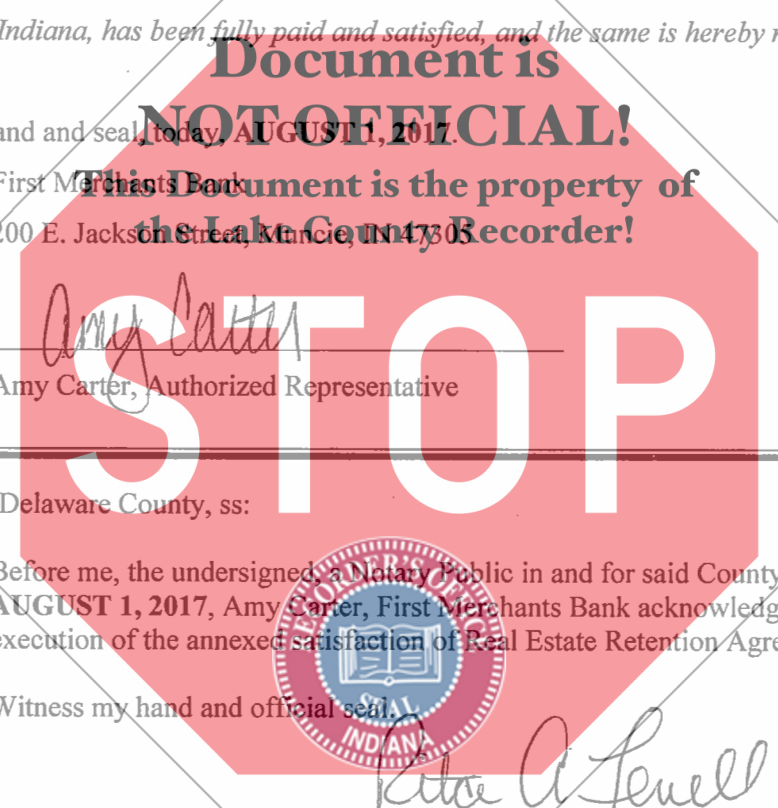 Indiana, has been fully paid and satisfied, and the same is hereby
Document is
NOT OFFICIAL!
and and seal, today, AUGUST 1, 2017.
This Document is the property of
First Merchants Bank
the Lake County Recorder!
200 E. Jackson Street, Muncie, IN 47305
Amy Carter
Amy Carter, Authorized Representative
STOP
Delaware County, ss:
Before me, the undersigned, a Notary Public in and for said County
AUGUST 1, 2017, Amy Carter, First Merchants Bank acknowledg
execution of the annexed satisfaction of Real Estate Retention Agre
RECORDER'S OFFICE
SEAL
INDIANA
Witness my hand and official seal.
Rita A